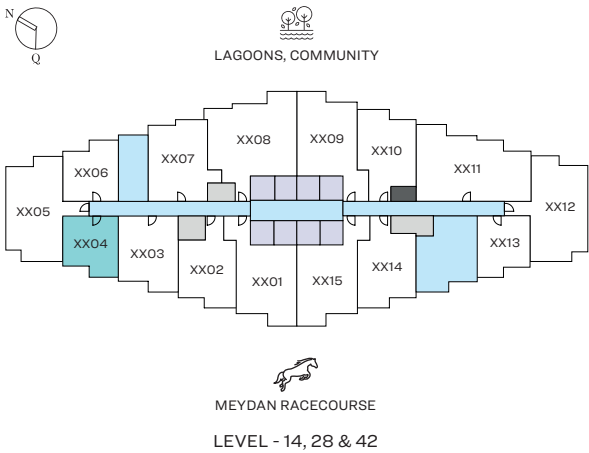 N
Q
LAGOONS, COMMUNITY
XX08
XX09
XX07
XX10
XX06
XX11
XX05
XX12
XX04
XX03
XX13
XX02
XX14
XX01
XX15
MEYDAN RACECOURSE
LEVEL - 14, 28 & 42